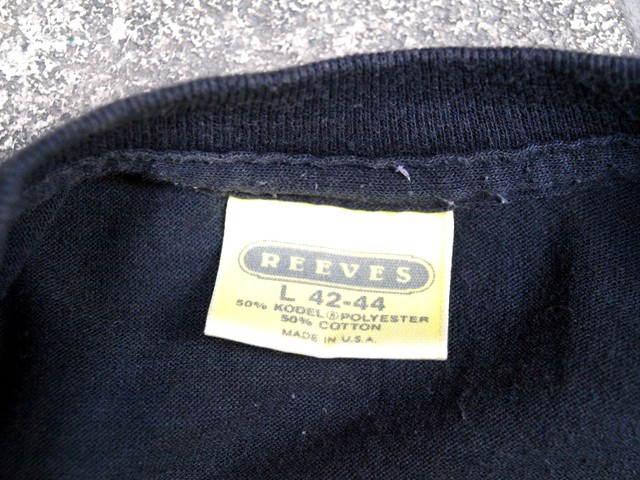 REEVES
L 42-44
50% KODEL® POLYESTER
50% COTTON
MADE IN U.S.A.